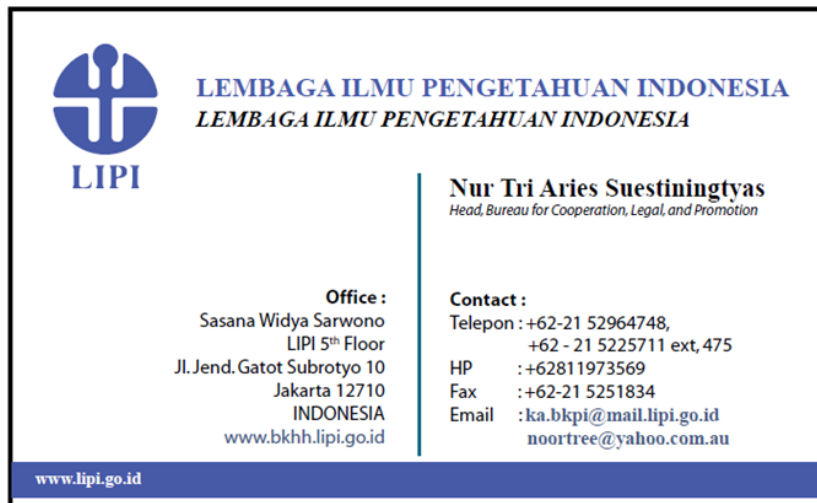 LEMBAGA ILMU PENGETAHUAN INDONESIA
LEMBAGA ILMU PENGETAHUAN INDONESIA
LIPI
Nur Tri Aries Suestiningtyas
Head, Bureau for Cooperation, Legal, and Promotion
Office :
Sasana Widya Sarwono
LIPI 5th Floor
Jl. Jend. Gatot Subrotyo 10
Jakarta 12710
INDONESIA
www.bkhh.lipi.go.id
Contact :
Telepon : +62-21 52964748,
+62 - 21 5225711 ext, 475
HP : +62811973569
Fax : +62-21 5251834
Email : ka.bkpi@mail.lipi.go.id
noortree@yahoo.com.au
www.lipi.go.id